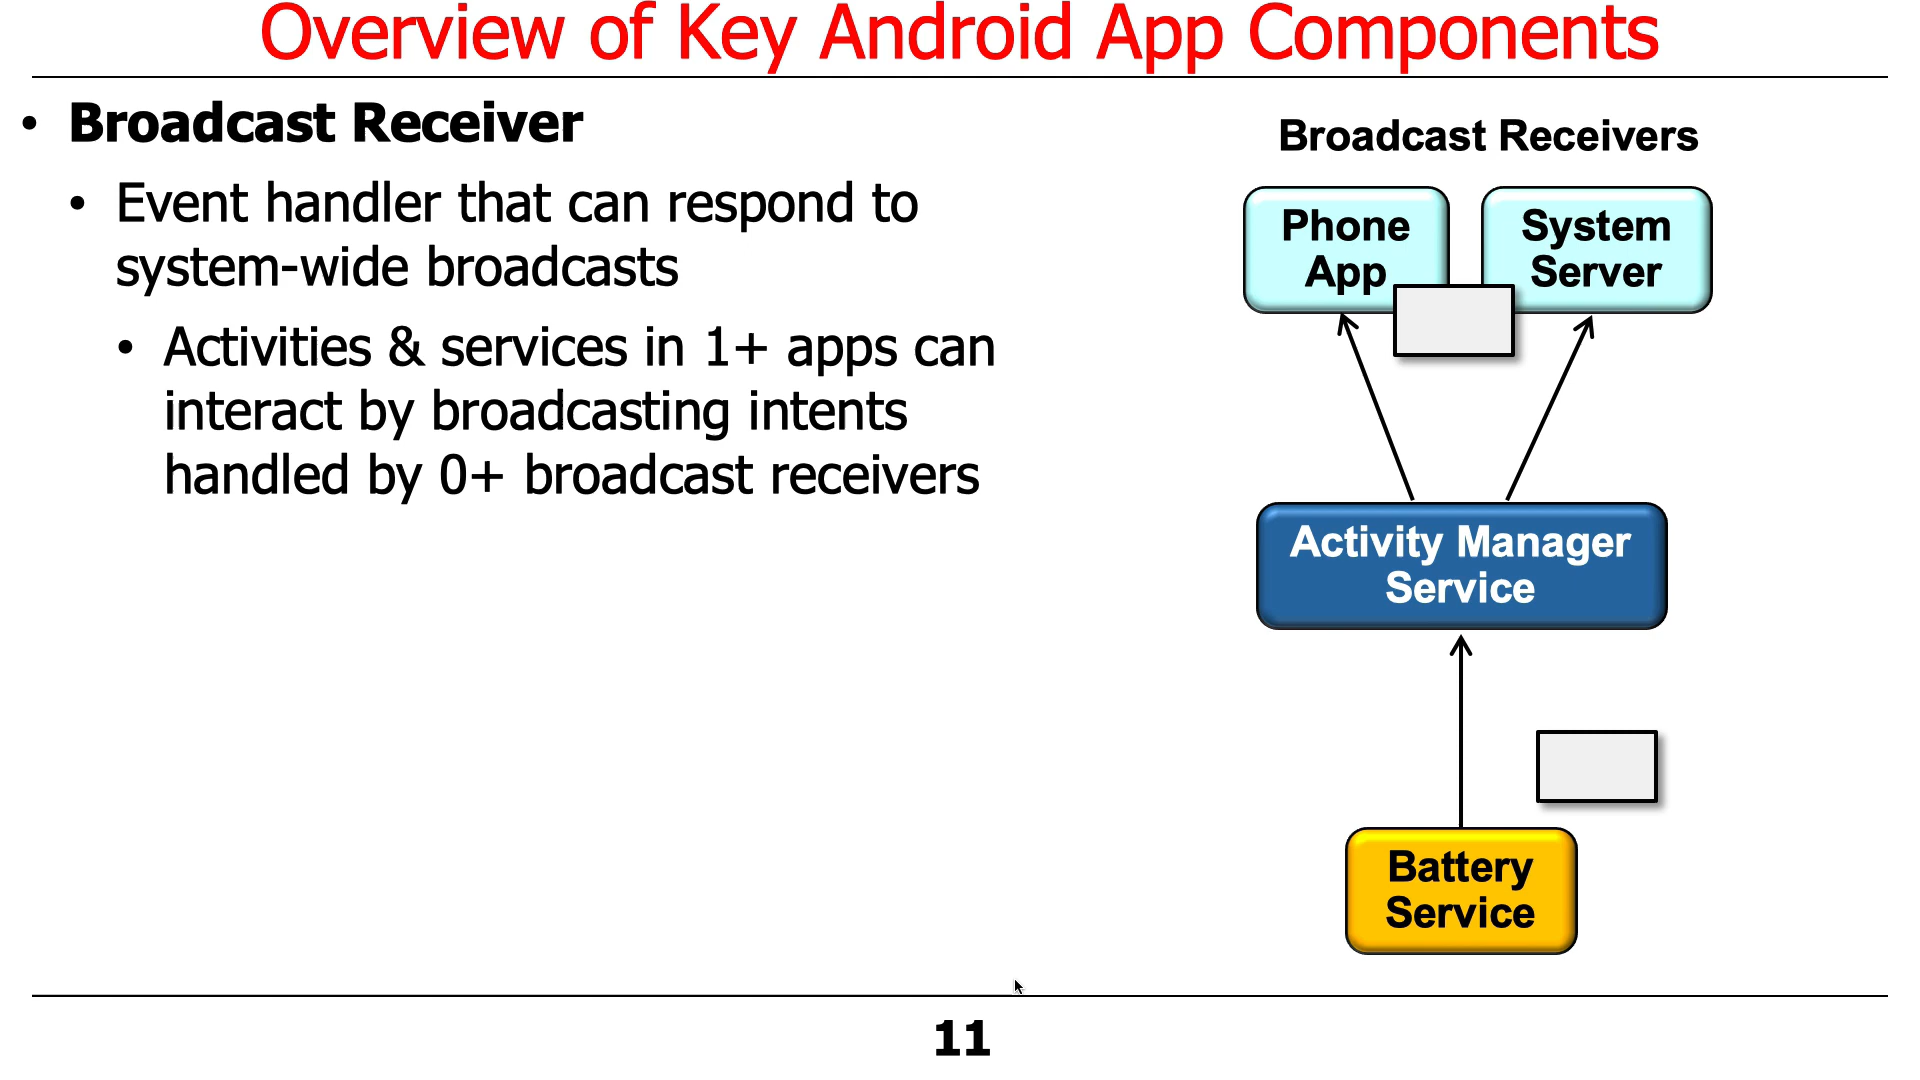 Overview of Key Android App Components
• Broadcast Receiver
• Event handler that can respond to
system-wide broadcasts
• Activities & services in 1+ apps can
interact by broadcasting intents
handled by 0+ broadcast receivers
Broadcast Receivers
Phone
App
System
Server
Activity Manager
Service
Battery
Service
11